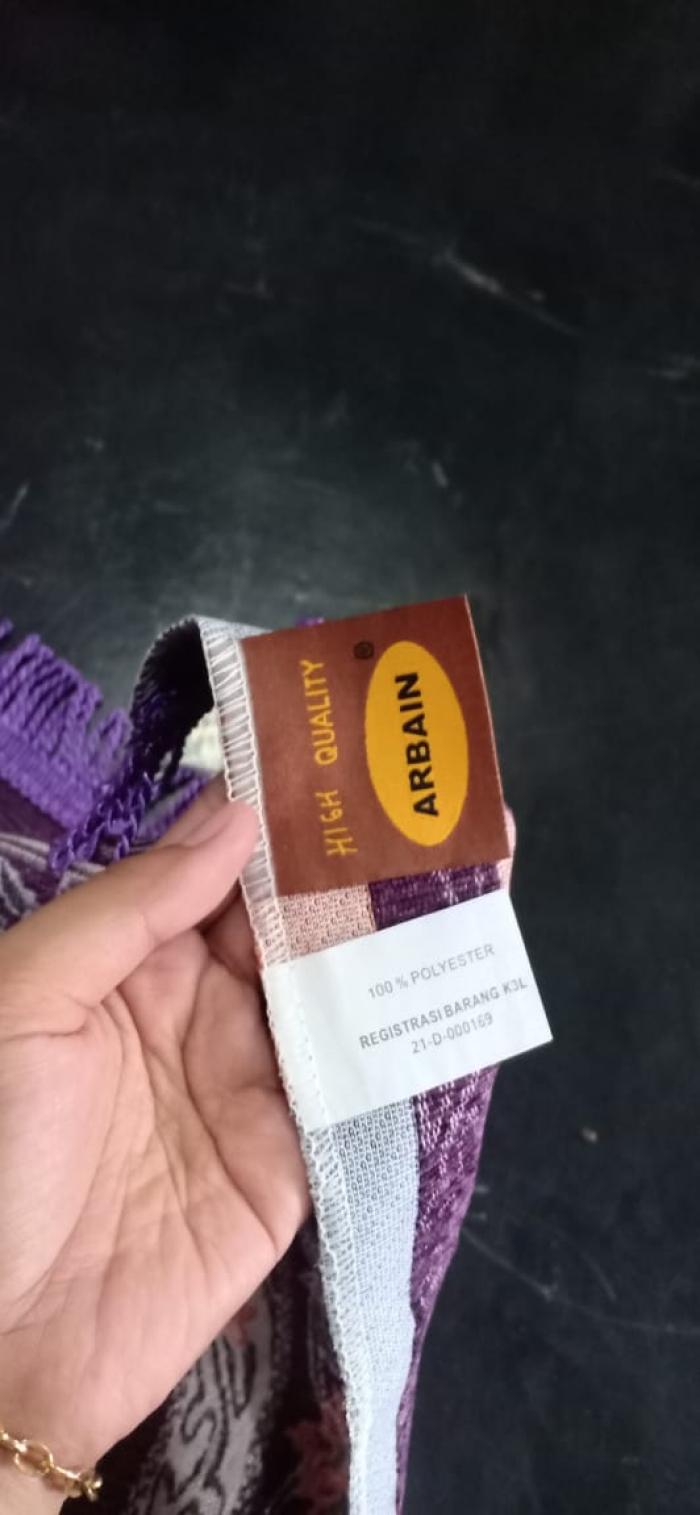 HIGH QUALITY
®
ARBAIN
100 % POLYESTER
REGISTRASI BARANG K3L
21-D-000169